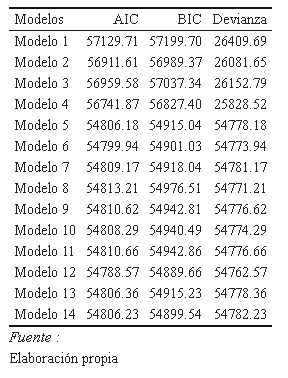 Modelos AIC BIC Devianza
Modelo 1 57129.71 57199.70 26409.69
Modelo 2 56911.61 56989.37 26081.65
Modelo 3 56959.58 57037.34 26152.79
Modelo 4 56741.87 56827.40 25828.52
Modelo 5 54806.18 54915.04 54778.18
Modelo 6 54799.94 54901.03 54773.94
Modelo 7 54809.17 54918.04 54781.17
Modelo 8 54813.21 54976.51 54771.21
Modelo 9 54810.62 54942.81 54776.62
Modelo 10 54808.29 54940.49 54774.29
Modelo 11 54810.66 54942.86 54776.66
Modelo 12 54788.57 54889.66 54762.57
Modelo 13 54806.36 54915.23 54778.36
Modelo 14 54806.23 54899.54 54782.23
Fuente :
Elaboración propia